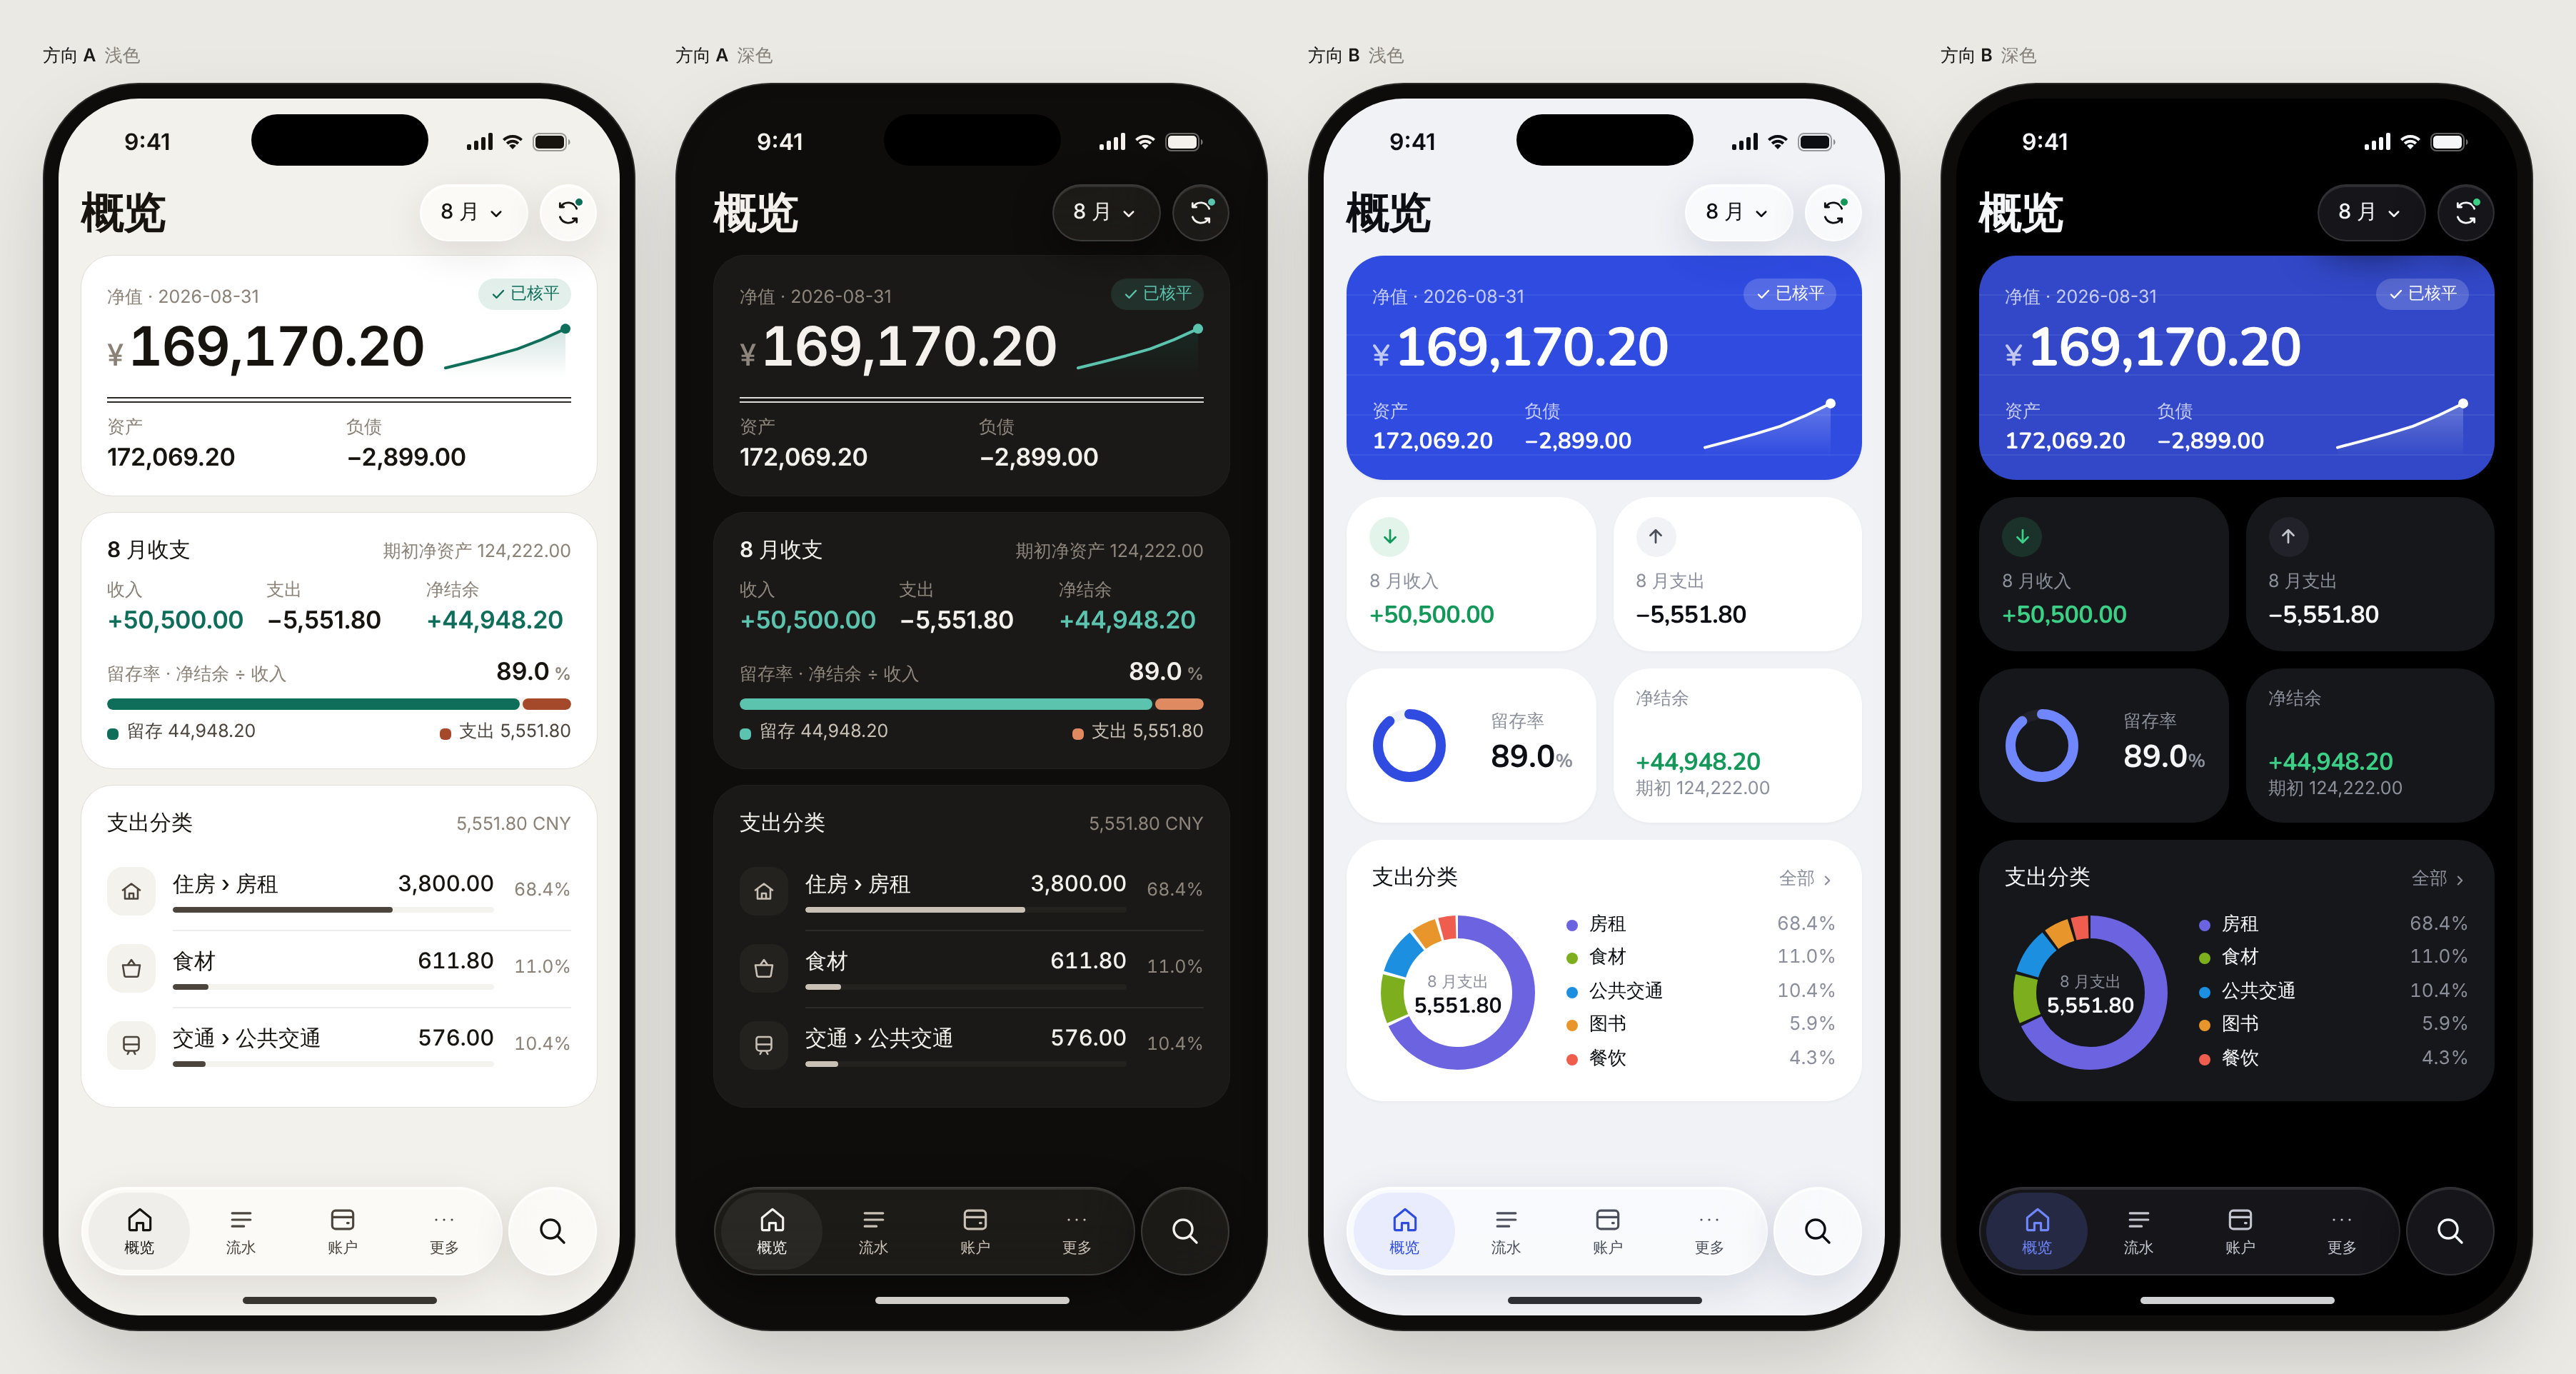 方向 A 浅色
9:41
概览
8 月
净值 · 2026-08-31
已核平
¥ 169,170.20
资产
负债
172,069.20
−2,899.00
8 月收支
期初净资产 124,222.00
收入
支出
净结余
+50,500.00
−5,551.80
+44,948.20
留存率 · 净结余 ÷ 收入
89.0 %
留存 44,948.20
支出 5,551.80
支出分类
5,551.80 CNY
住房 › 房租
3,800.00
68.4%
食材
611.80
11.0%
交通 › 公共交通
576.00
10.4%
概览
流水
账户
更多
方向 A 深色
9:41
概览
8 月
净值 · 2026-08-31
已核平
¥ 169,170.20
资产
负债
172,069.20
−2,899.00
8 月收支
期初净资产 124,222.00
收入
支出
净结余
+50,500.00
−5,551.80
+44,948.20
留存率 · 净结余 ÷ 收入
89.0 %
留存 44,948.20
支出 5,551.80
支出分类
5,551.80 CNY
住房 › 房租
3,800.00
68.4%
食材
611.80
11.0%
交通 › 公共交通
576.00
10.4%
概览
流水
账户
更多
方向 B 浅色
9:41
概览
8 月
净值 · 2026-08-31
已核平
¥ 169,170.20
资产
负债
172,069.20
−2,899.00
8 月收入
+50,500.00
8 月支出
−5,551.80
留存率
89.0%
净结余
+44,948.20
期初 124,222.00
支出分类
全部 ›
8 月支出
5,551.80
房租 68.4%
食材 11.0%
公共交通 10.4%
图书 5.9%
餐饮 4.3%
概览
流水
账户
更多
方向 B 深色
9:41
概览
8 月
净值 · 2026-08-31
已核平
¥ 169,170.20
资产
负债
172,069.20
−2,899.00
8 月收入
+50,500.00
8 月支出
−5,551.80
留存率
89.0%
净结余
+44,948.20
期初 124,222.00
支出分类
全部 ›
8 月支出
5,551.80
房租 68.4%
食材 11.0%
公共交通 10.4%
图书 5.9%
餐饮 4.3%
概览
流水
账户
更多